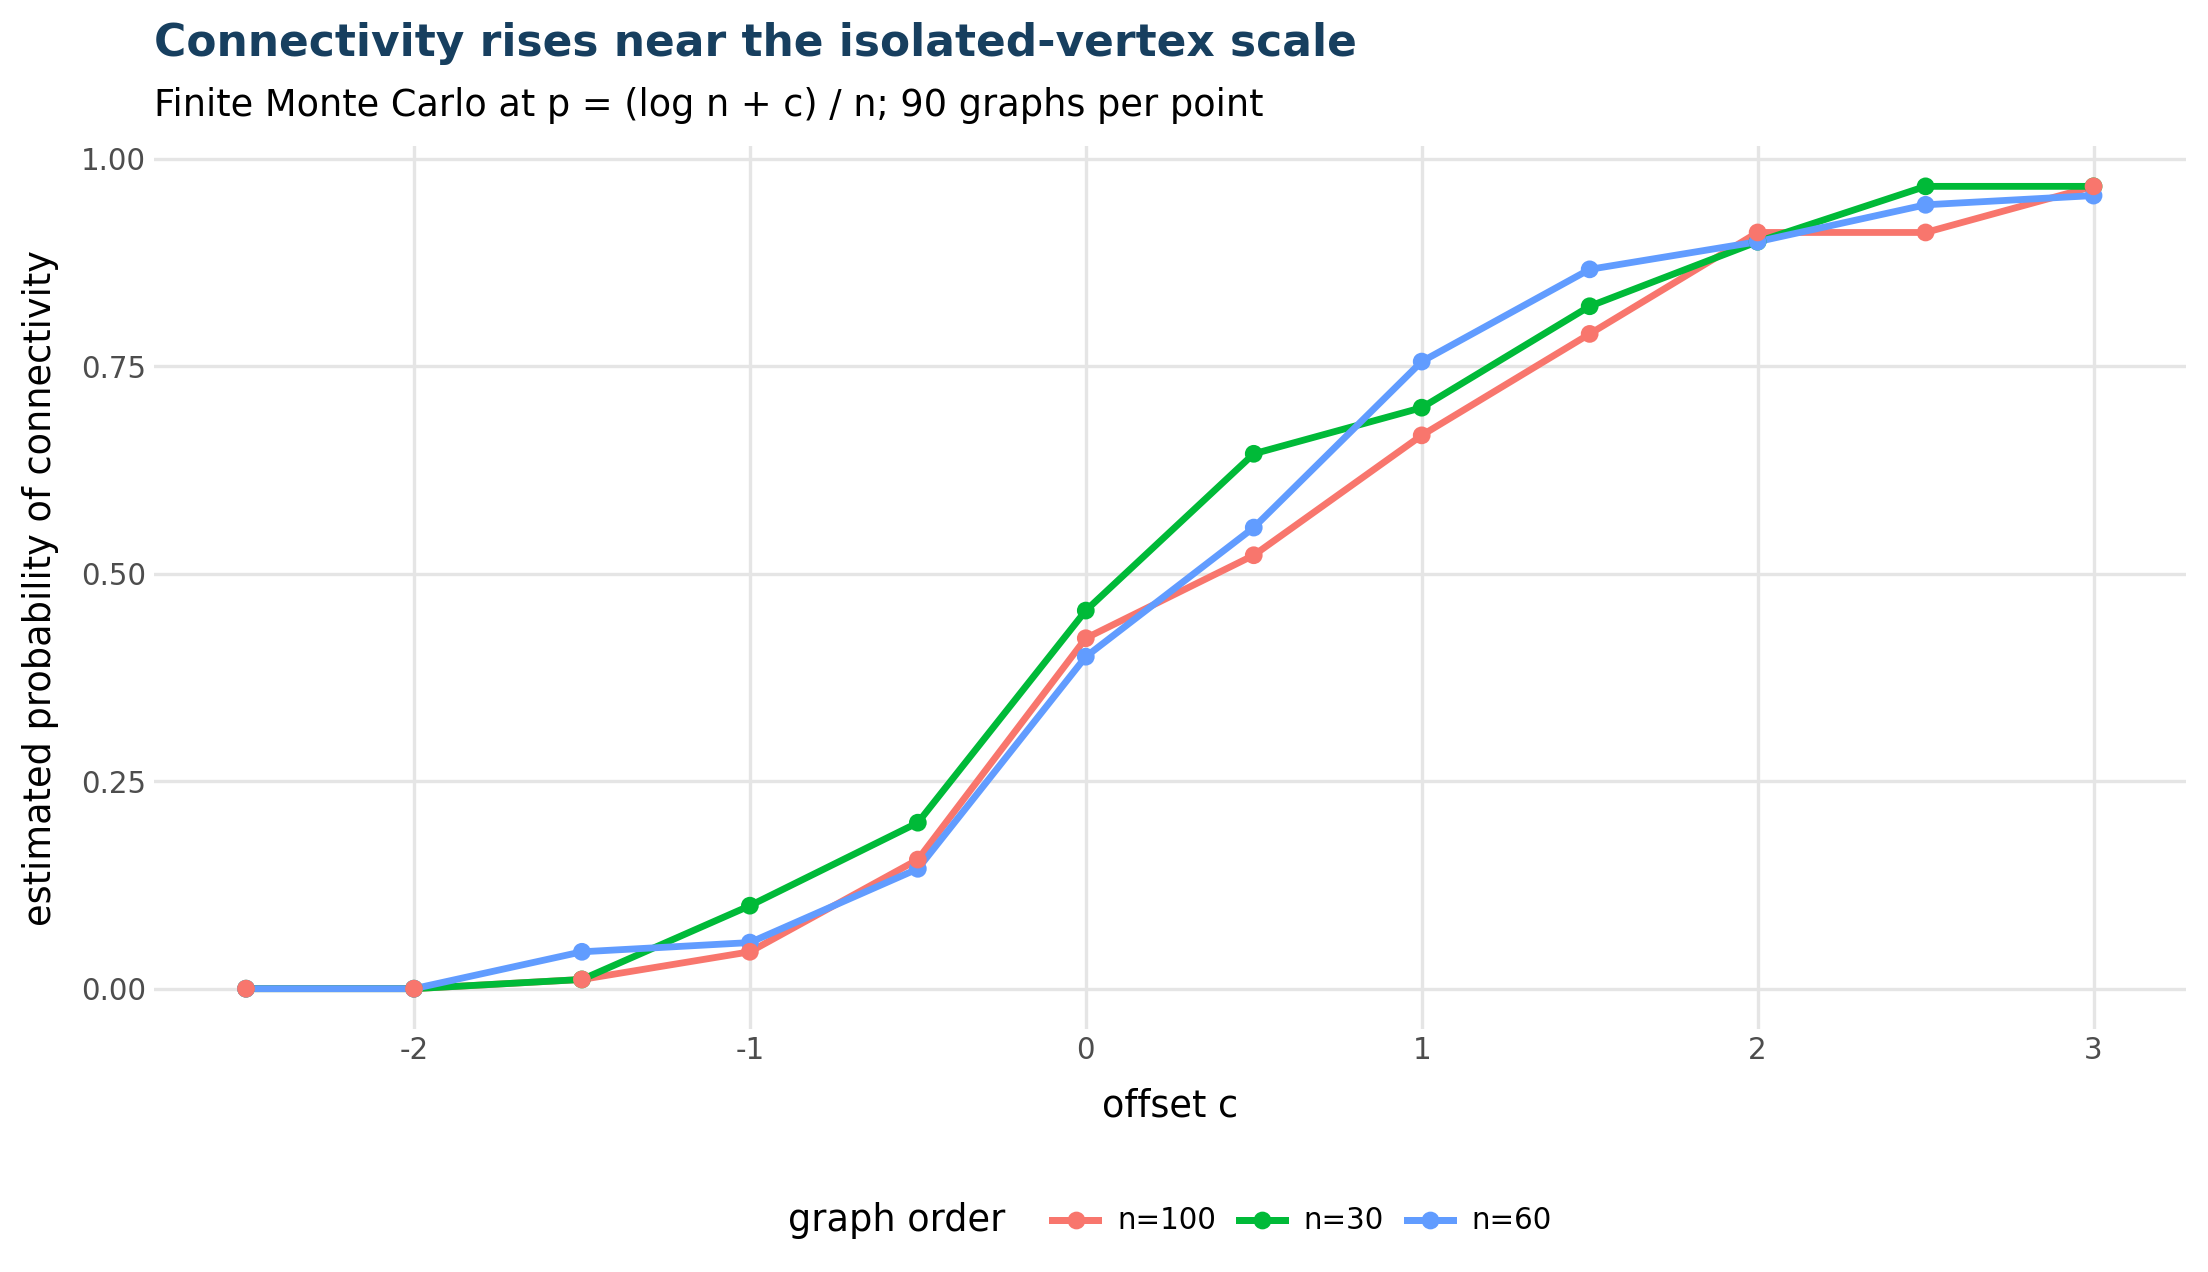 Connectivity rises near the isolated-vertex scale
Finite Monte Carlo at p = (log n + c) / n; 90 graphs per point
estimated probability of connectivity
1.00
0.75
0.50
0.25
0.00
-2
-1
0
1
2
3
offset c
graph order
n=100
n=30
n=60